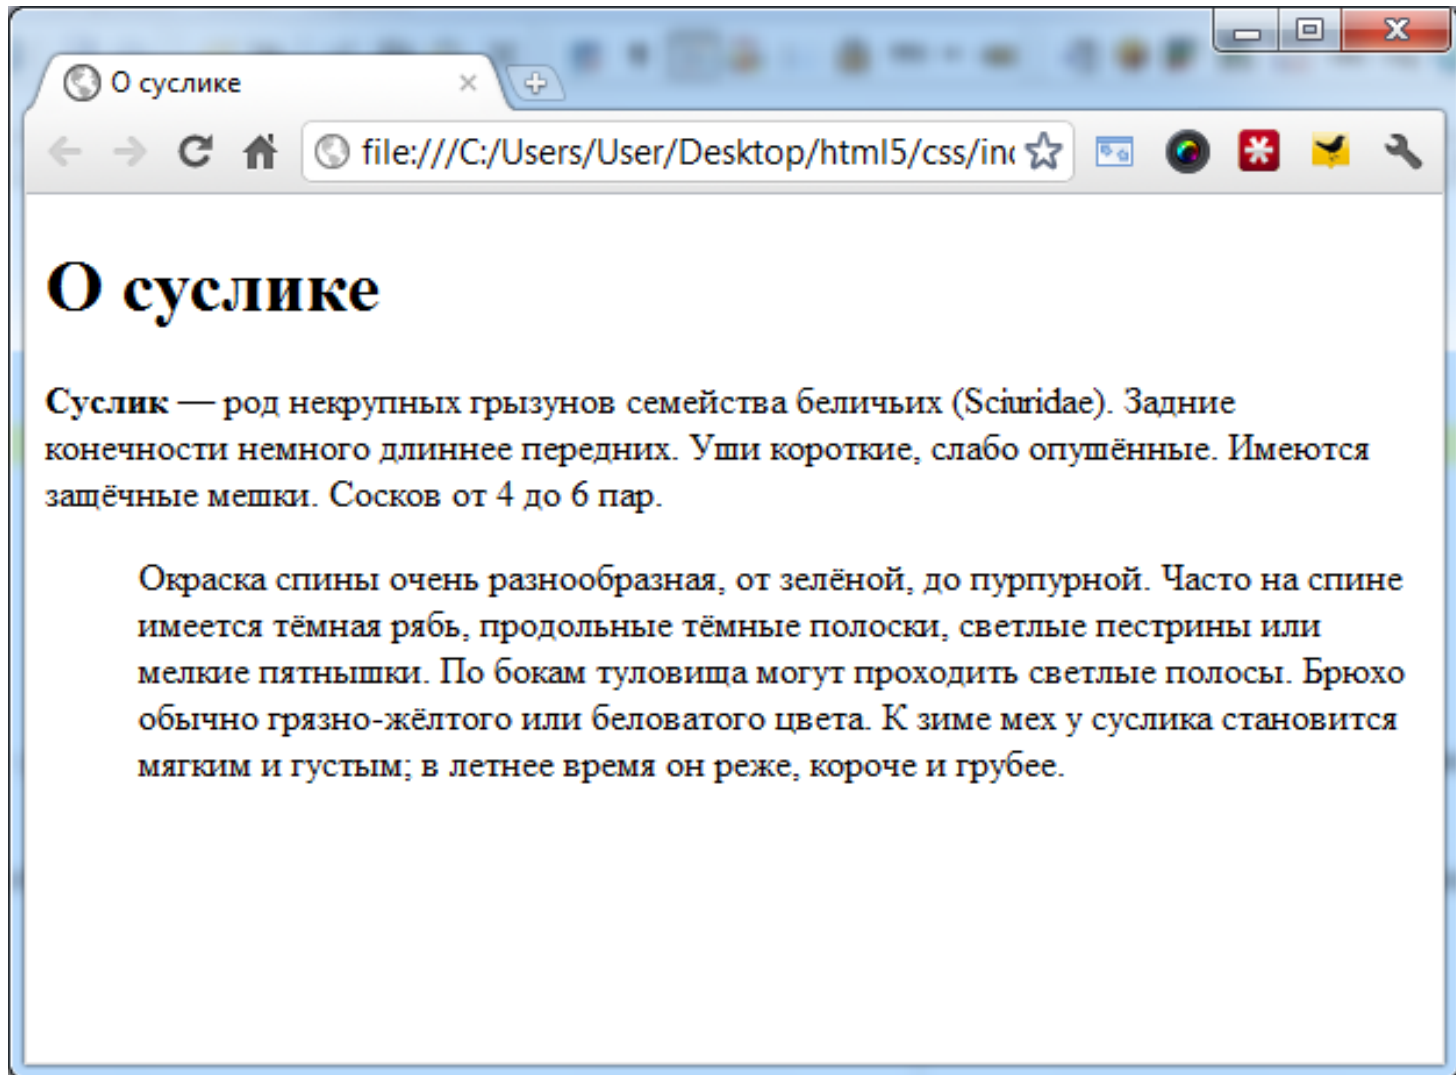 О суслике
file:///C:/Users/User/Desktop/html5/css/in
О суслике
Суслик — род некрупных грызунов семейства беличьих (Sciuridae). Задние
конечности немного длиннее передних. Уши короткие, слабо опушённые. Имеются
защёчные мешки. Сосков от 4 до 6 пар.
Окраска спины очень разнообразная, от зелёной, до пурпурной. Часто на спине
имеется тёмная рябь, продольные тёмные полоски, светлые пестрины или
мелкие пятнышки. По бокам туловища могут проходить светлые полосы. Брюхо
обычно грязно-жёлтого или беловатого цвета. К зиме мех у суслика становится
мягким и густым; в летнее время он реже, короче и грубее.